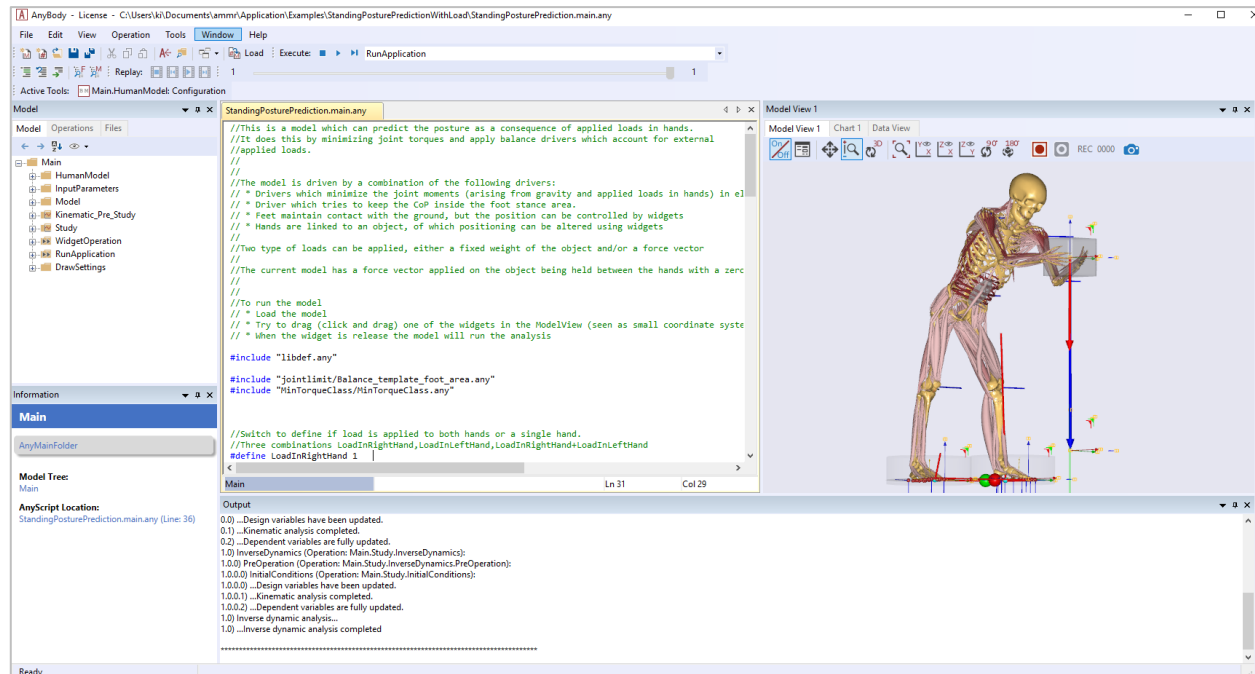 AnyBody - License - C:\Users\ki\Documents\ammr\Application\Examples\StandingPosturePredictionWithLoad\StandingPosturePrediction.main.any
File Edit View Operation Tools Window Help
Load Execute: RunApplication
Replay: 1 1
Active Tools: Main.HumanModel: Configuration
Model
Model Operations Files
Main
HumanModel
InputParameters
Model
Kinematic_Pre_Study
Study
WidgetOperation
RunApplication
DrawSettings
Information
Main
AnyMainFolder
Model Tree:
Main
AnyScript Location:
StandingPosturePrediction.main.any (Line: 36)
StandingPosturePrediction.main.any
//This is a model which can predict the posture as a consequence of applied loads in hands.
//It does this by minimizing joint torques and apply balance drivers which account for external
//applied loads.
//
//
//The model is driven by a combination of the following drivers:
// * Drivers which minimize the joint moments (arising from gravity and applied loads in hands) in el
// * Driver which tries to keep the CoP inside the foot stance area.
// * Feet maintain contact with the ground, but the position can be controlled by widgets
// * Hands are linked to an object, of which positioning can be altered using widgets
//
//Two type of loads can be applied, either a fixed weight of the object and/or a force vector
//
//The current model has a force vector applied on the object being held between the hands with a zero
//
//
//To run the model
// * Load the model
// * Try to drag (click and drag) one of the widgets in the ModelView (seen as small coordinate syste
// * When the widget is release the model will run the analysis
#include "libdef.any"
#include "jointlimit/Balance_template_foot_area.any"
#include "MinTorqueClass/MinTorqueClass.any"
//Switch to define if load is applied to both hands or a single hand.
//Three combinations LoadInRightHand,LoadInLeftHand,LoadInRightHand+LoadInLeftHand
#define LoadInRightHand 1
Main Ln 31 Col 29
Model View 1
Model View 1 Chart 1 Data View
On Off 3D Y X Z X Z Y 90° 180° REC 0000
Output
0.0) ...Design variables have been updated.
0.1) ...Kinematic analysis completed.
0.2) ...Dependent variables are fully updated.
1.0) InverseDynamics (Operation: Main.Study.InverseDynamics):
1.0.0) PreOperation (Operation: Main.Study.InverseDynamics.PreOperation):
1.0.0.0) InitialConditions (Operation: Main.Study.InitialConditions):
1.0.0.0) ...Design variables have been updated.
1.0.0.1) ...Kinematic analysis completed.
1.0.0.2) ...Dependent variables are fully updated.
1.0) Inverse dynamic analysis...
1.0) ...Inverse dynamic analysis completed
Ready